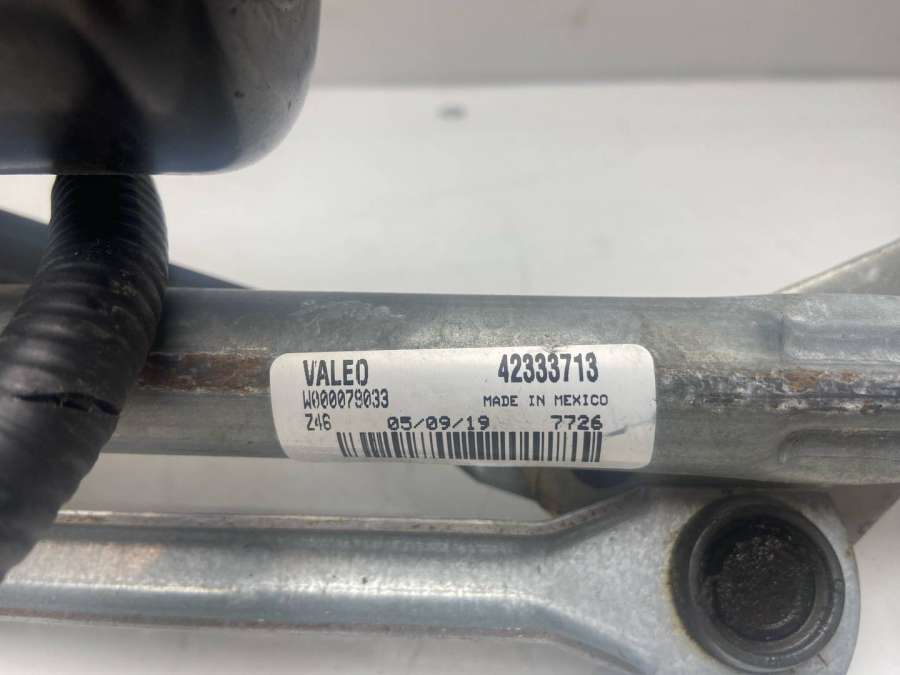 VALEO 42333713
W000079033 MADE IN MEXICO
Z46 05/09/19 7726